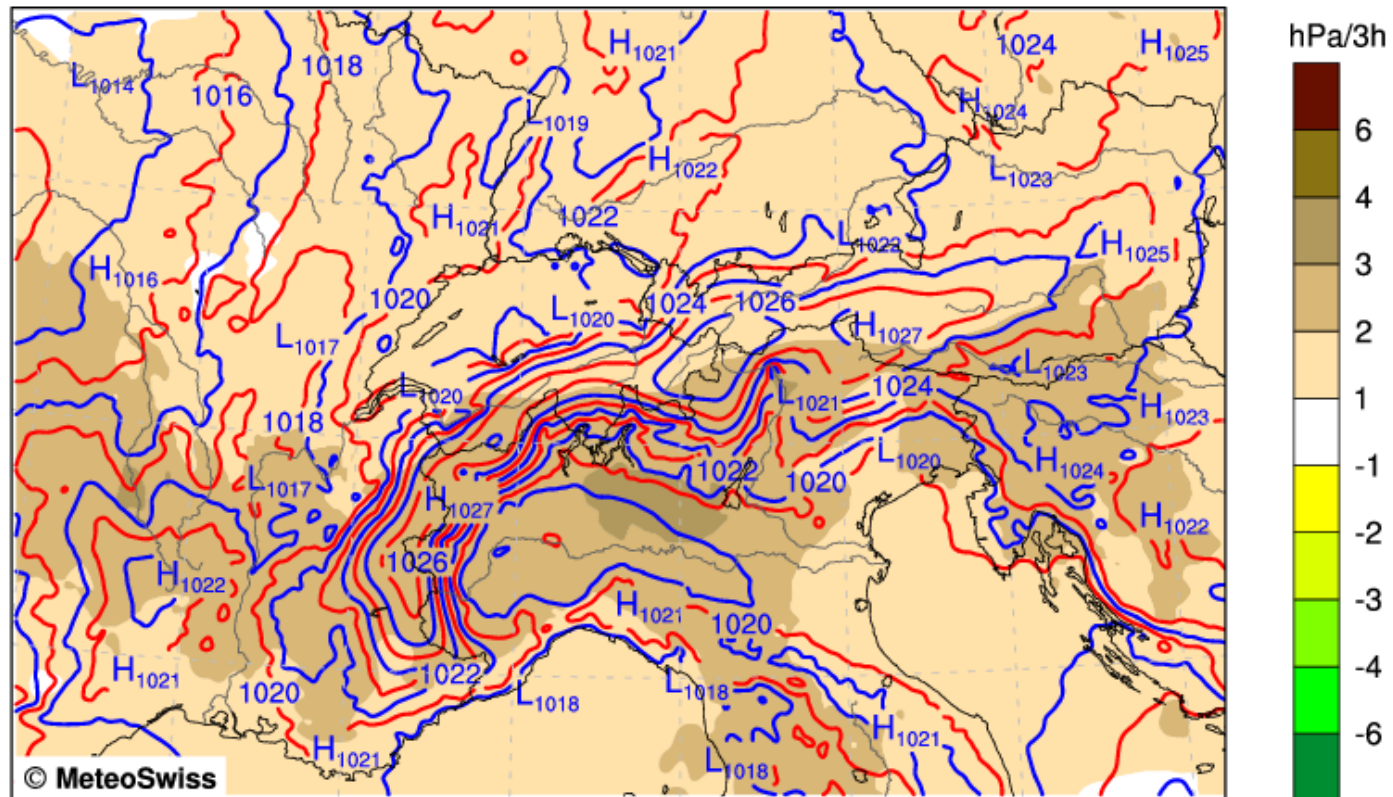 hPa/3h
6
4
3
2
1
-1
-2
-3
-4
-6
H1021
1024
H1025
1018
L1014
1016
H1024
L1019
H1022
L1023
H1021
1022
L1022
H1025
H1016
1020
1024
1026
L1020
H1027
L1017
L1023
L1020
1024
L1021
H1023
1018
L1020
H1024
1022
L1017
1020
H1027
H1022
1026
H1022
H1021
1020
H1021
1022
1020
L1018
L1018
H1021
H1021
L1018
© MeteoSwiss